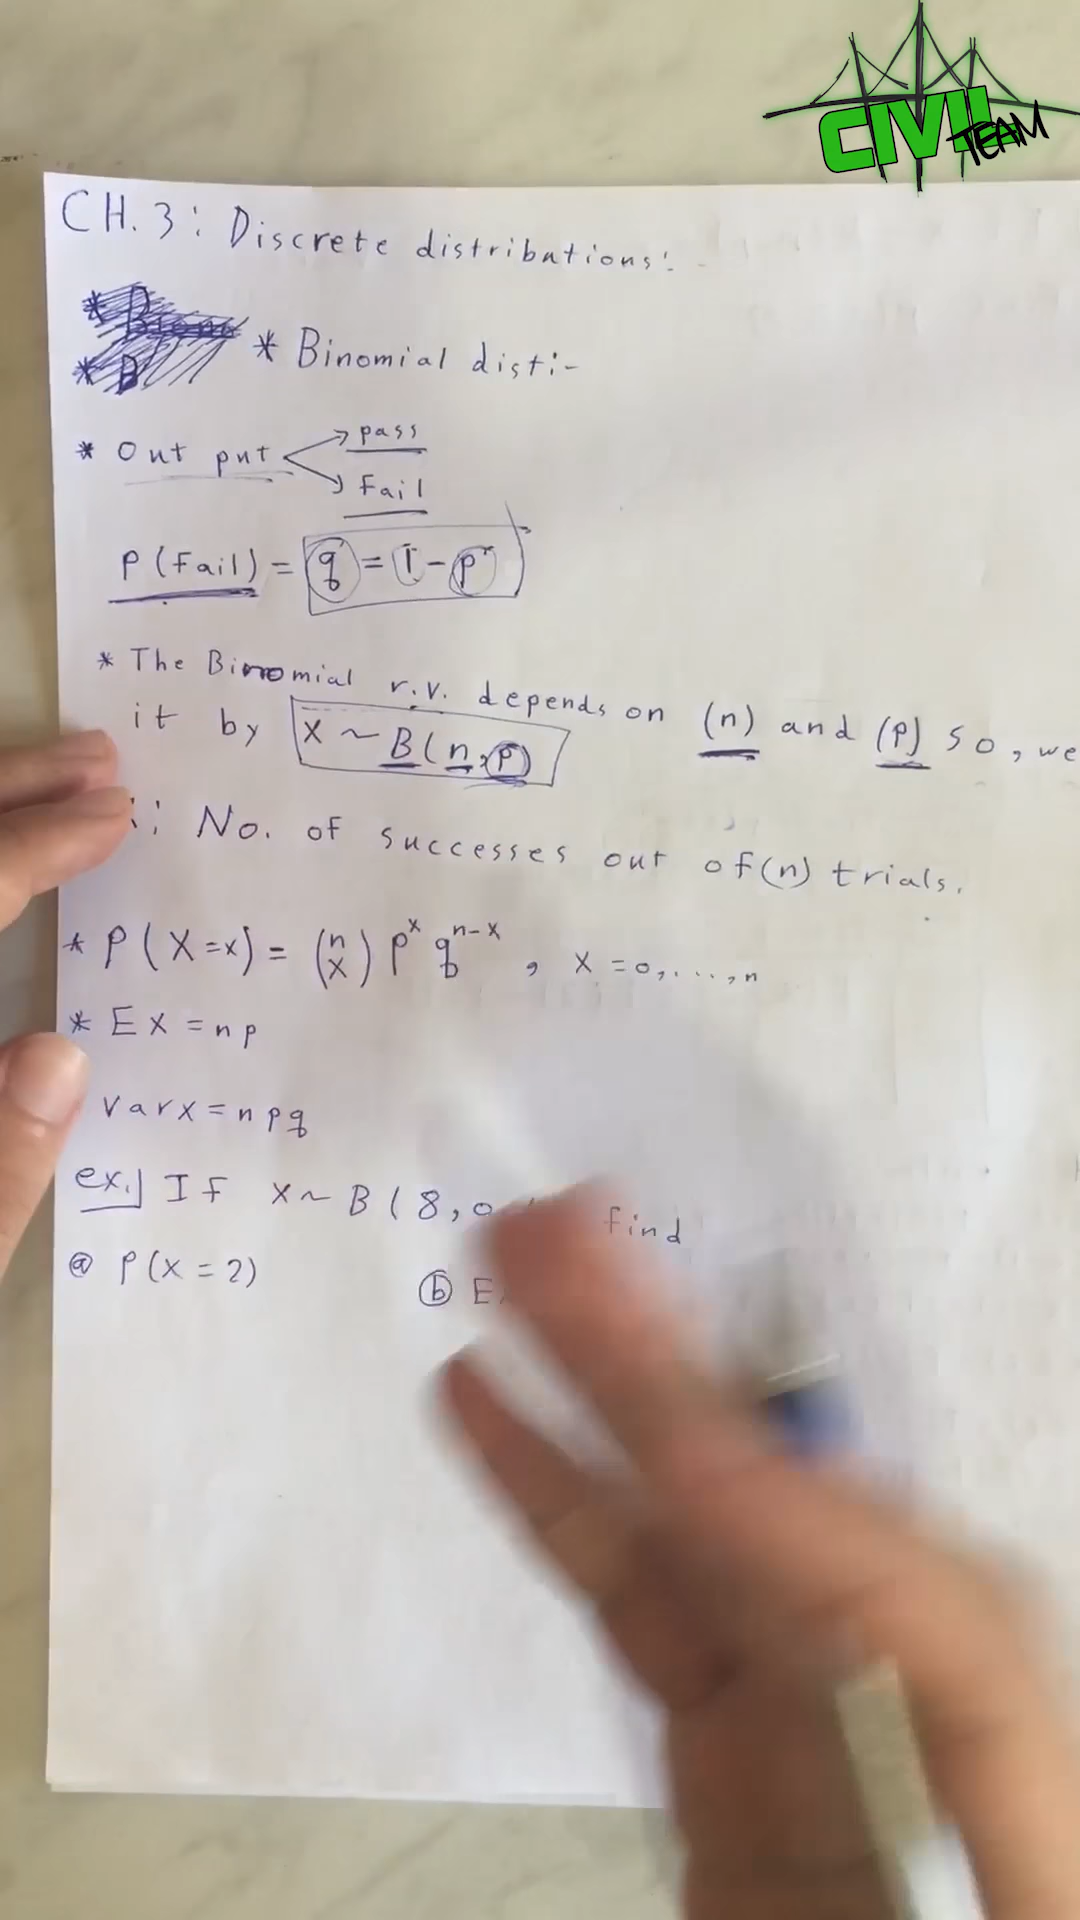 CIVIL
TEAM
CH.3: Discrete distributions:-
* Binomial dist:-
* Out put
pass
Fail
P(Fail) = q = 1 - p
* The Binomial r.v. depends on (n) and (p) so, we
it by X ~ B(n,p)
: No. of successes out of (n) trials.
* P(X=x) = (n x) p^x q^n-x , x = 0, ..., n
* EX = np
Var x = npq
ex.] If x ~ B(8, find
ⓐ P(X=2)
ⓑ